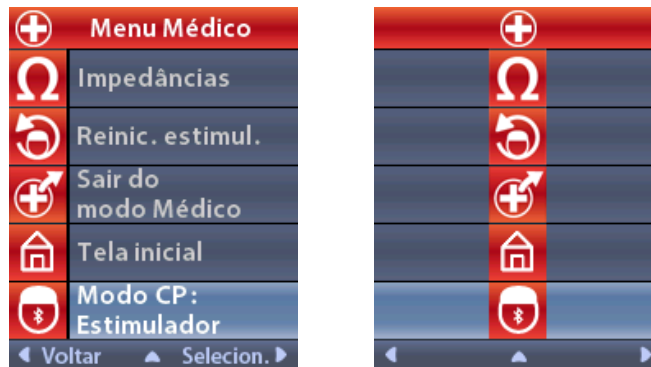 Menu Médico
Ω Impedâncias
Reinic. estimul.
Sair do
modo Médico
Tela inicial
Modo CP:
Estimulador
Voltar Selecion.
Ω